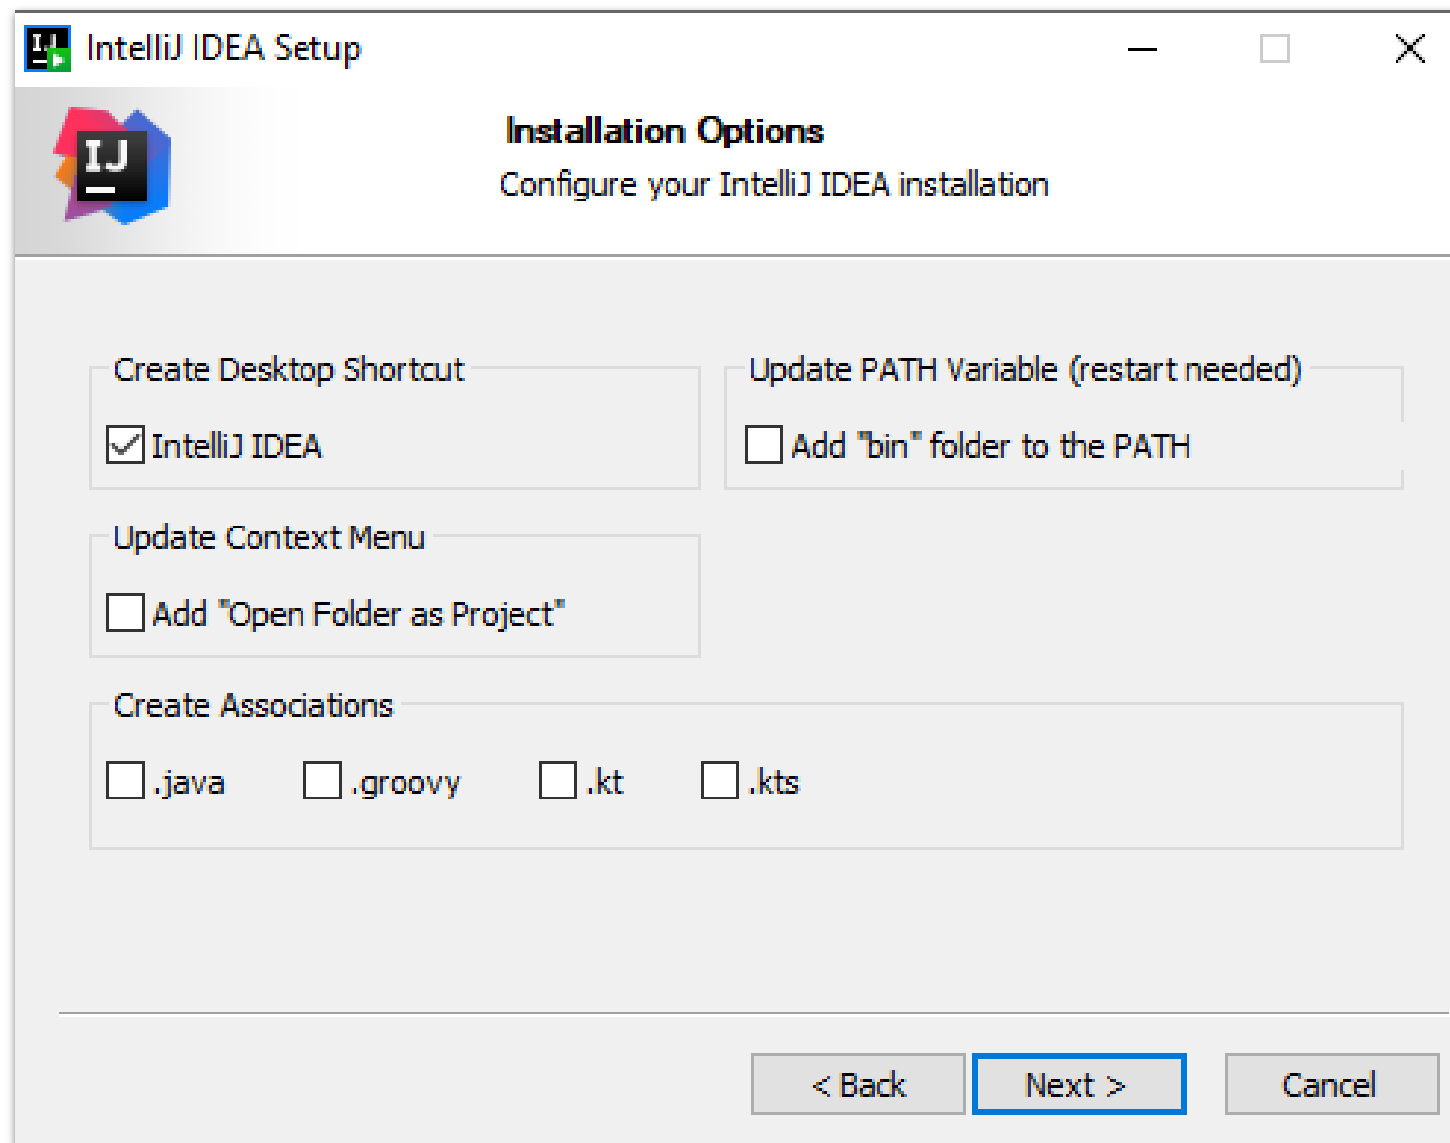 IntelliJ IDEA Setup
IJ
Installation Options
Configure your IntelliJ IDEA installation
Create Desktop Shortcut
IntelliJ IDEA
Update PATH Variable (restart needed)
Add "bin" folder to the PATH
Update Context Menu
Add "Open Folder as Project"
Create Associations
.java .groovy .kt .kts
< Back Next > Cancel